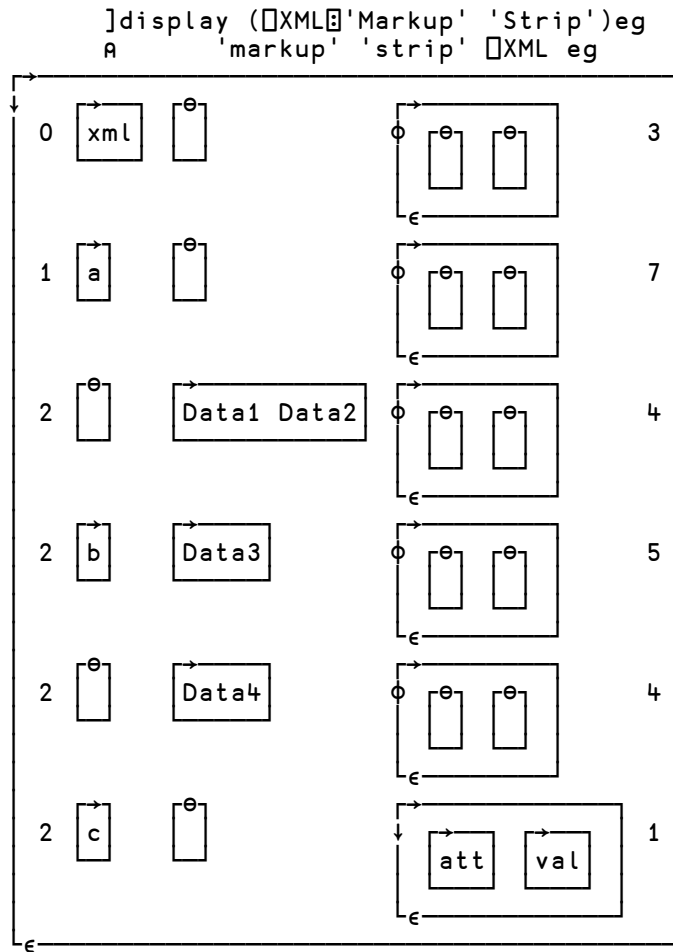 ]display (⎕XML⍠'Markup' 'Strip')eg
⍝ 'markup' 'strip' ⎕XML eg
0 xml 3
1 a 7
2 Data1 Data2 4
2 b Data3 5
2 Data4 4
2 c att val 1